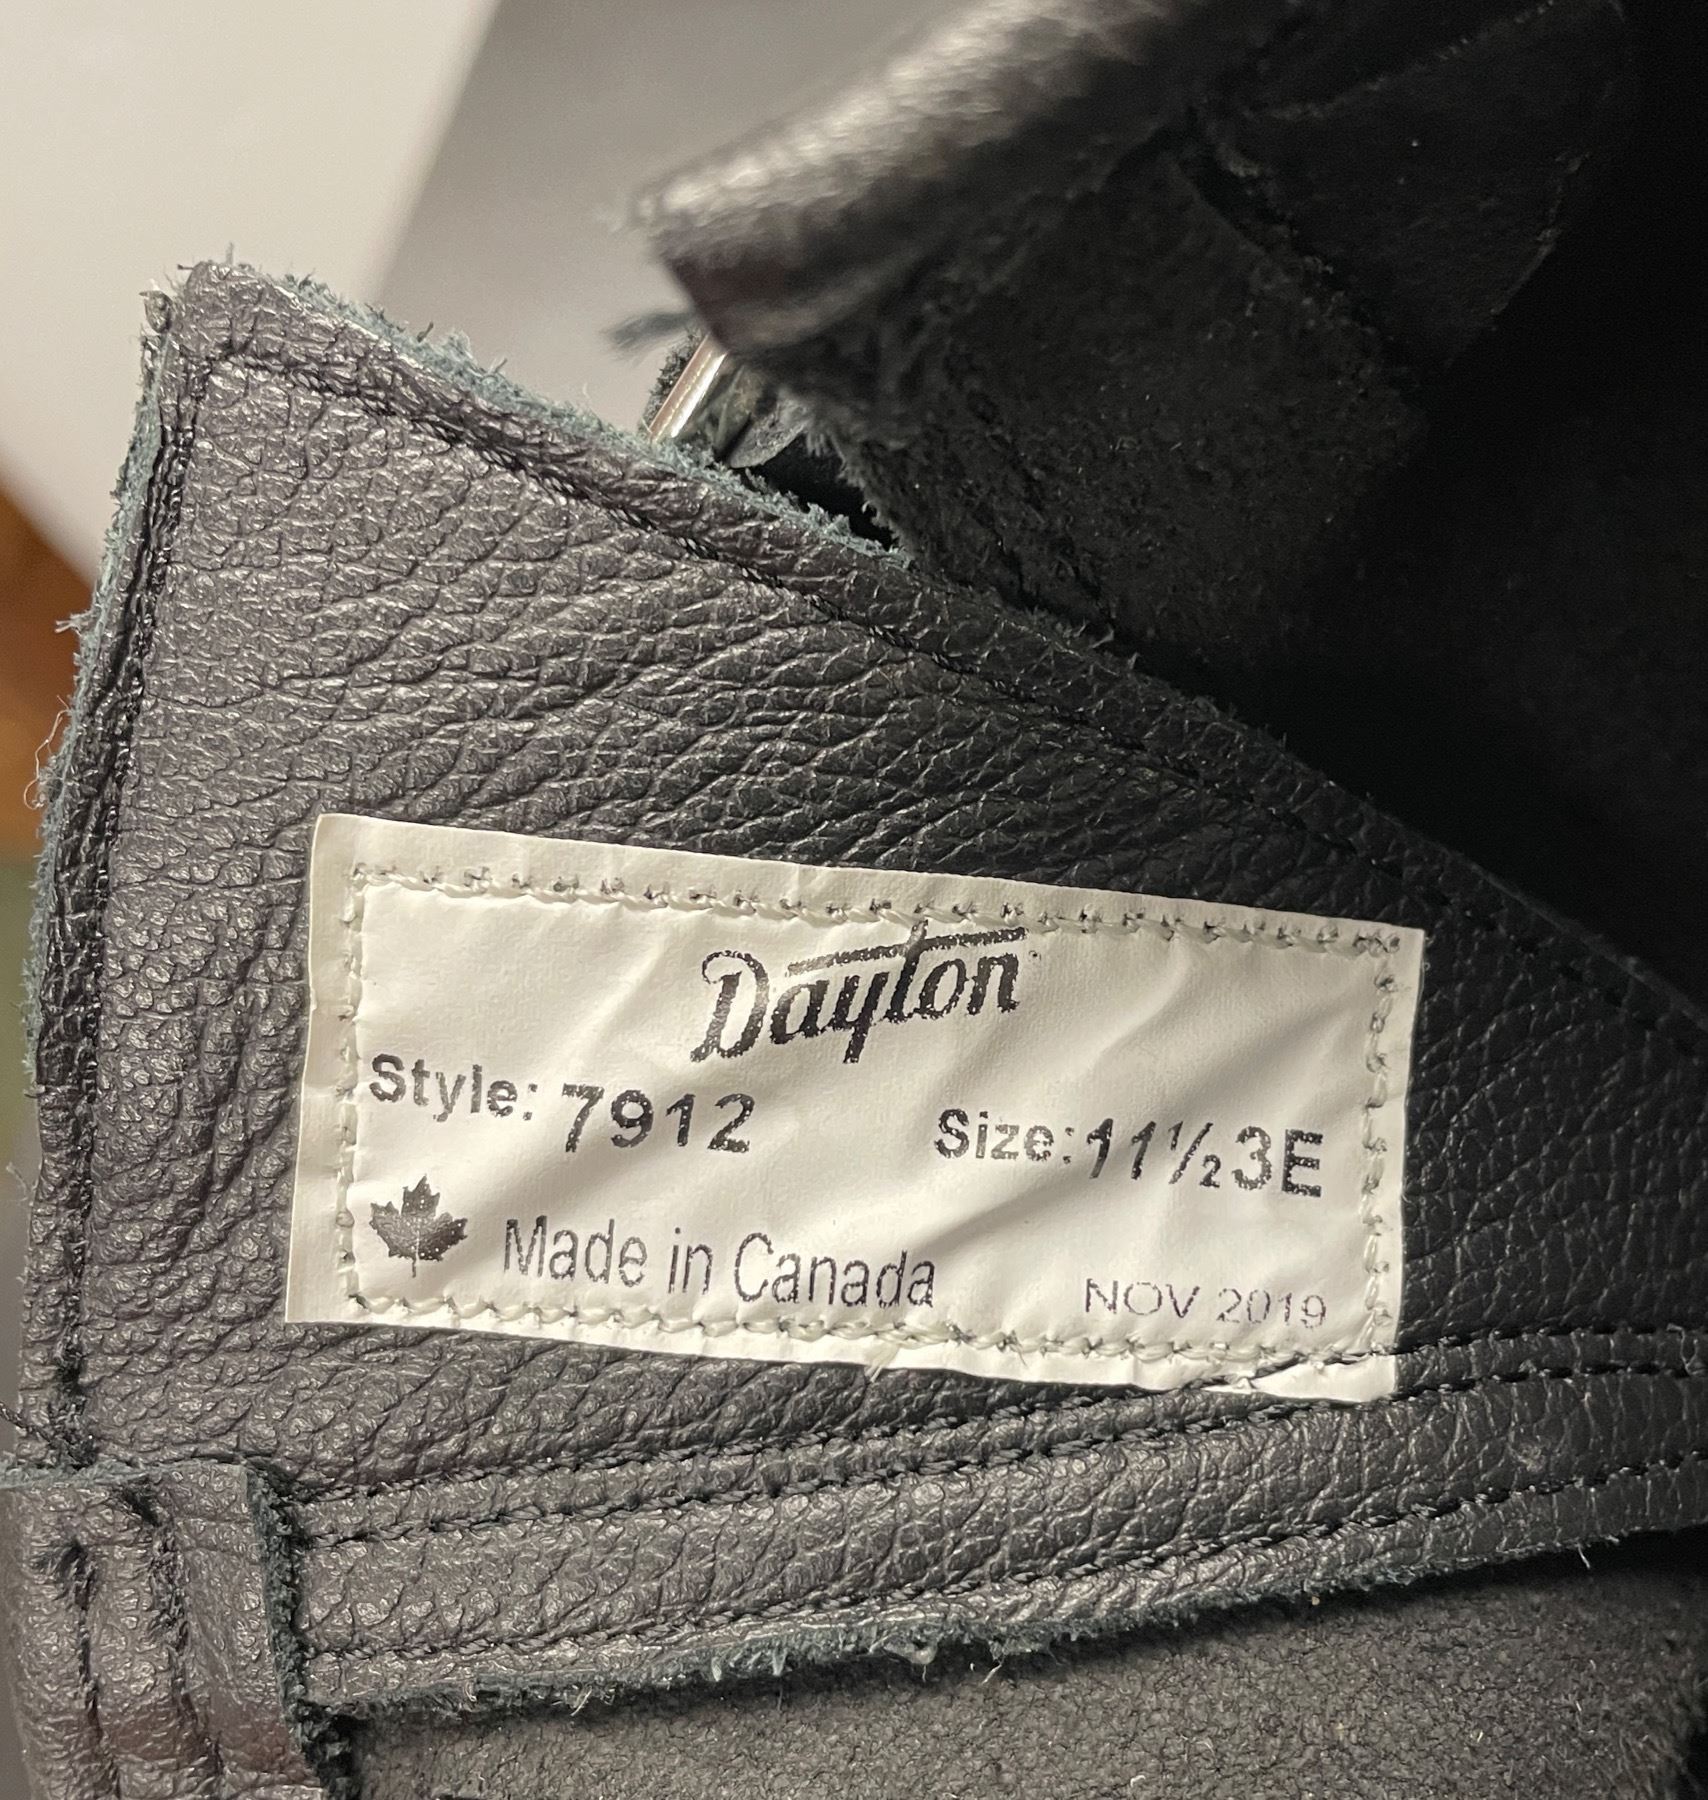 Dayton
Style: 7912 Size: 11½ 3E
Made in Canada NOV 2019